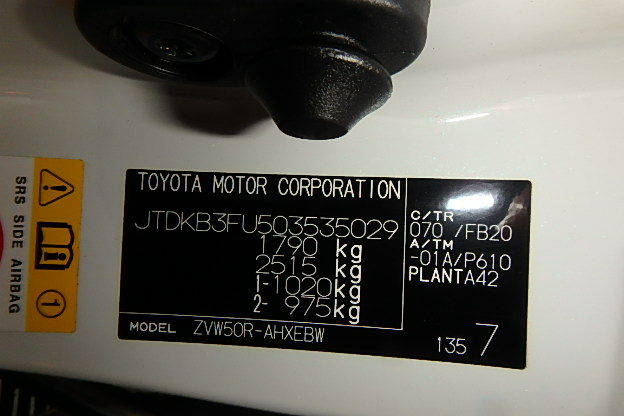 TOYOTA MOTOR CORPORATION
JTDKB3FU503535029
1790 kg
2515 kg
1-1020kg
2- 975kg
C/TR
070 /FB20
A/TM
-01A/P610
PLANTA42
MODEL ZVW50R-AHXEBW
135 7
SRS SIDE AIRBAG
1